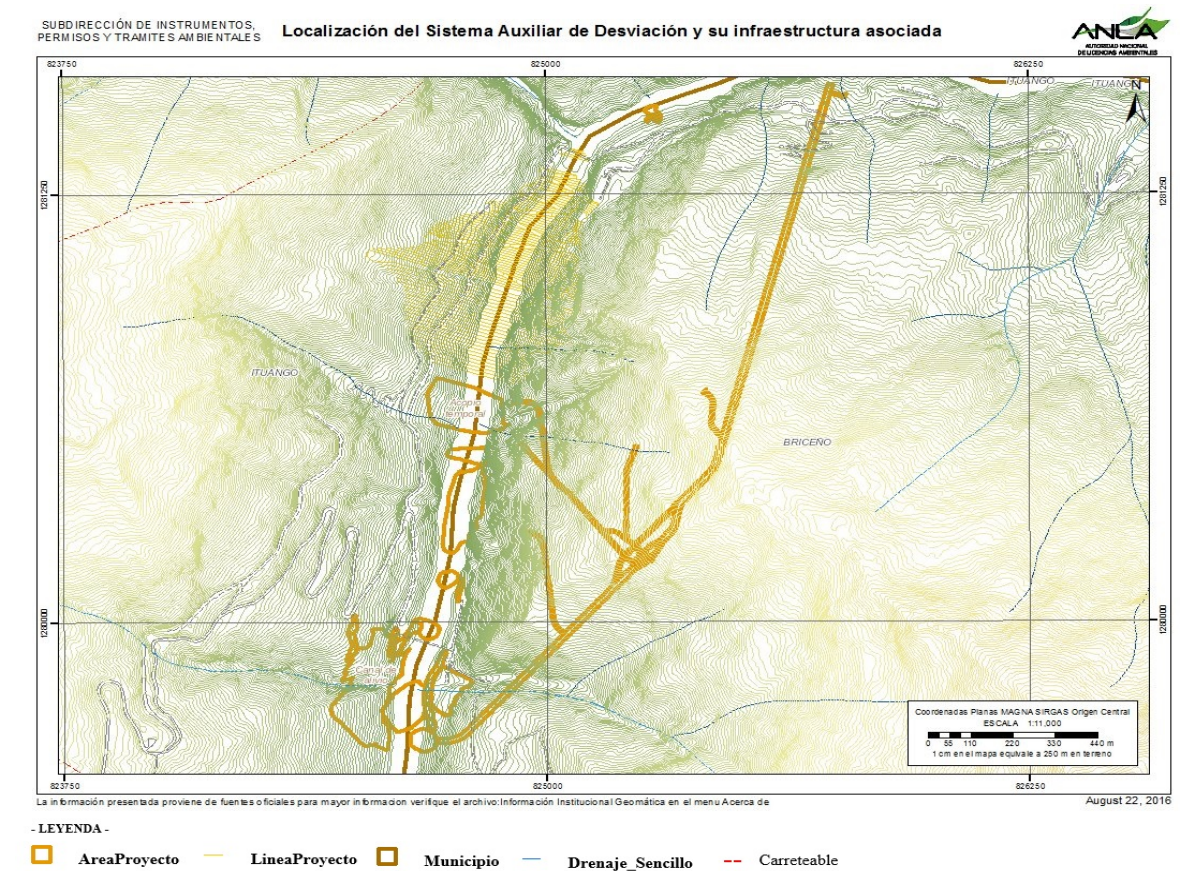 SUBDIRECCIÓN DE INSTRUMENTOS,
PERMISOS Y TRAMITES AMBIENTALES
Localización del Sistema Auxiliar de Desviación y su infraestructura asociada
ANLA
AUTORIDAD NACIONAL
DE LICENCIAS AMBIENTALES
823750 825000 826250
ITUANGO ITUANG
N
1281250 1281250
ITUANGO
Acopio
temporal
BRICEÑO
1280000 1280000
Canal de
alivio
Coordenadas Planas MAGNA SIRGAS Origen Central
ESCALA 1:11,000
0 55 110 220 330 440 m
1 cm en el mapa equivale a 250 m en terreno
823750 825000 826250
La información presentada proviene de fuentes oficiales para mayor informacion verifique el archivo:Información Institucional Geomática en el menu Acerca de
August 22, 2016
- LEYENDA -
AreaProyecto LineaProyecto Municipio Drenaje_Sencillo Carreteable